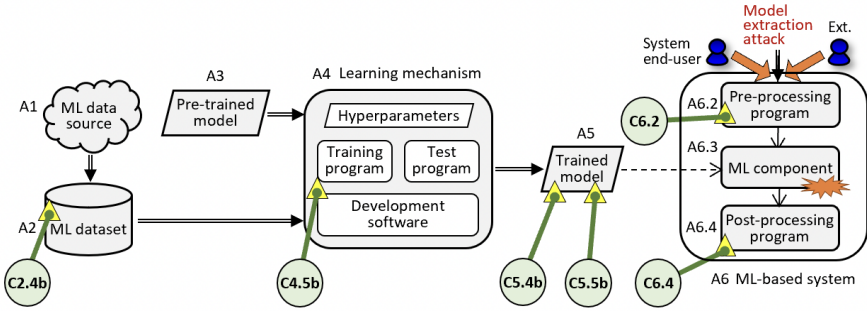 Model
extraction
attack
System
end-user
Ext.
A1
ML data
source
A3
Pre-trained
model
A4 Learning mechanism
Hyperparameters
Training
program
Test
program
Development
software
A5
Trained
model
A6.2
Pre-processing
program
C6.2
A6.3
ML component
A6.4
Post-processing
program
A2
ML dataset
C2.4b
C4.5b
C5.4b
C5.5b
C6.4
A6 ML-based system